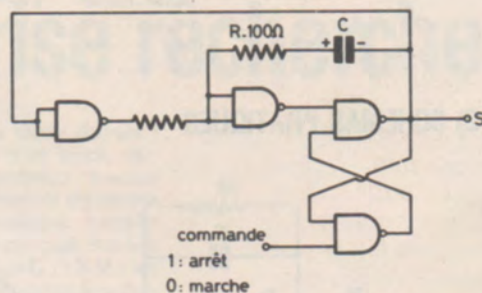 R.100Ω
C
+ -
S
commande
1: arrêt
0: marche